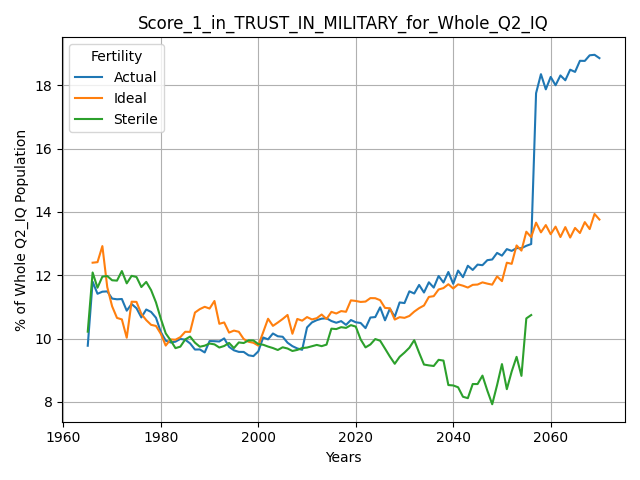 Score_1_in_TRUST_IN_MILITARY_for_Whole_Q2_IQ
Fertility
Actual
Ideal
Sterile
% of Whole Q2_IQ Population
18
16
14
12
10
8
1960
1980
2000
2020
2040
2060
Years